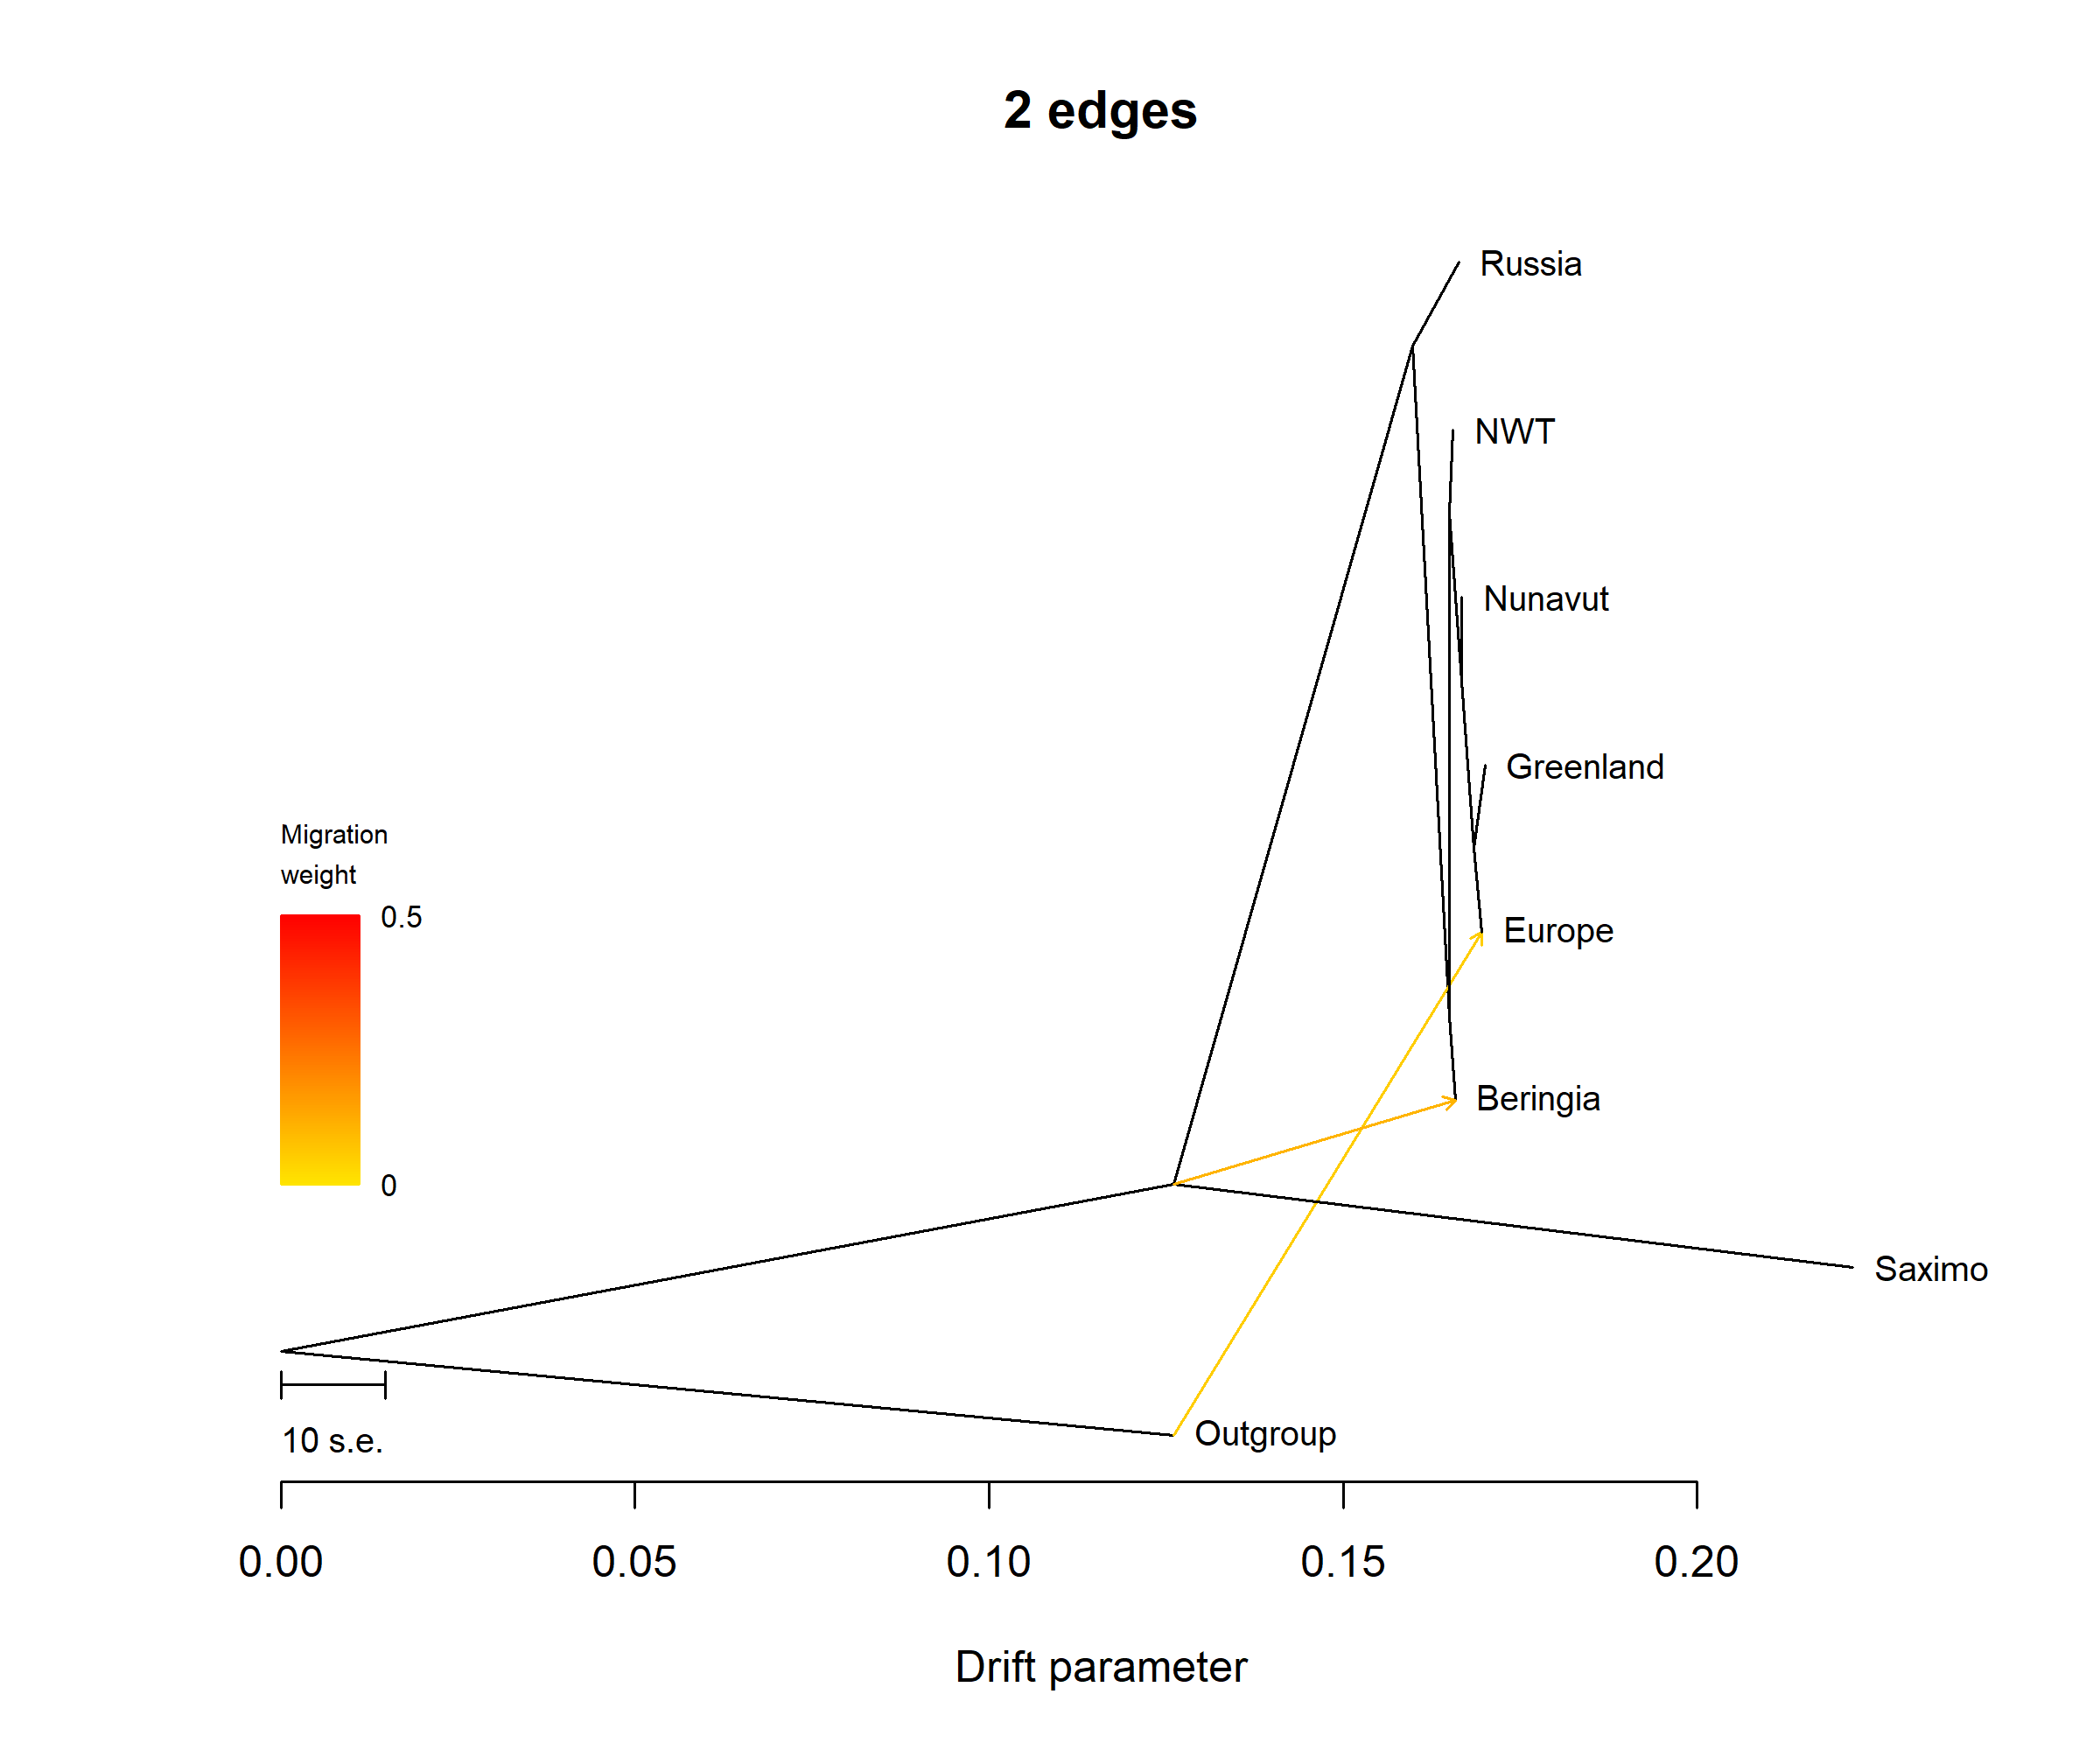 2 edges
Russia
NWT
Nunavut
Greenland
Migration
weight
0.5
Europe
Beringia
0
Saximo
Outgroup
10 s.e.
0.00 0.05 0.10 0.15 0.20
Drift parameter